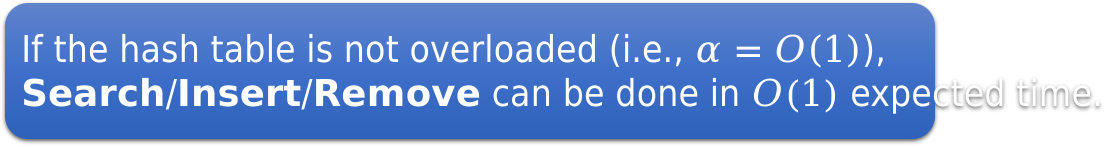 If the hash table is not overloaded (i.e., α = O(1)),
Search/Insert/Remove can be done in O(1) expected time.